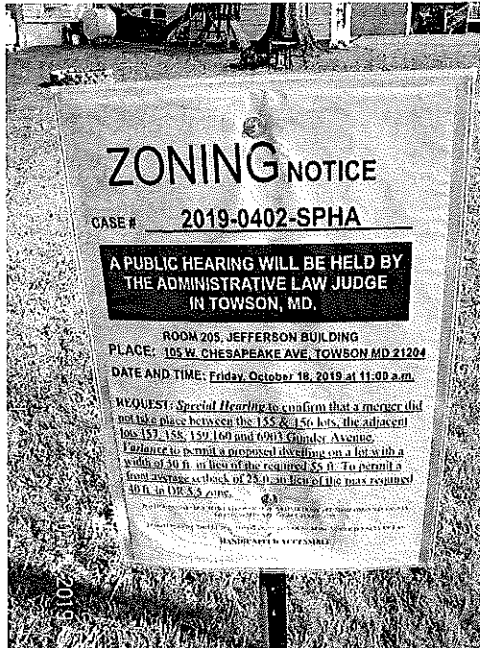 ZONING NOTICE
CASE # 2019-0402-SPHA
A PUBLIC HEARING WILL BE HELD BY
THE ADMINISTRATIVE LAW JUDGE
IN TOWSON, MD.
ROOM 205, JEFFERSON BUILDING
PLACE: 105 W. CHESAPEAKE AVE, TOWSON MD 21204
DATE AND TIME: Friday, October 18, 2019 at 11:00 a.m.
REQUEST: Special Hearing to confirm that a merger did
not take place between the 155 & 156 lots, the adjacent
lots 157, 158, 159, 160 and 6903 Gunder Avenue.
Variance to permit a proposed dwelling on a lot with a
width of 50 ft. in lieu of the required 55 ft. To permit a
front average setback of 25 ft. in lieu of the max required
40 ft. in DR 5.5 zone.
HANDICAPPED ACCESSIBLE
2019